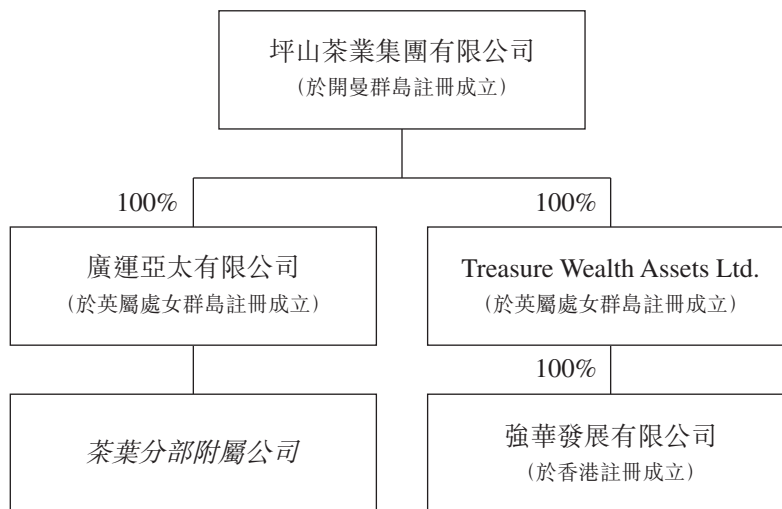 坪山茶業集團有限公司
（於開曼群島註冊成立）
100%
100%
廣運亞太有限公司
（於英屬處女群島註冊成立）
Treasure Wealth Assets Ltd.
（於英屬處女群島註冊成立）
100%
茶葉分部附屬公司
強華發展有限公司
（於香港註冊成立）